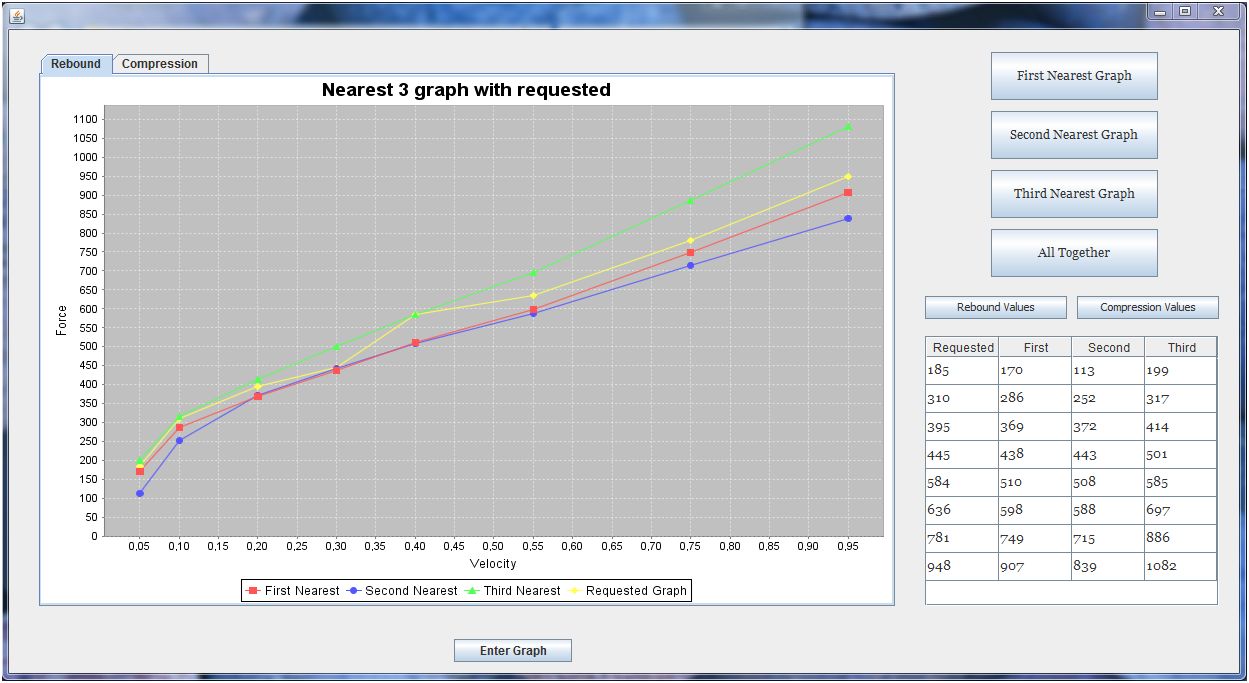 Rebound Compression
Nearest 3 graph with requested
1100
1050
1000
950
900
850
800
750
700
650
600
550
500
450
400
350
300
250
200
150
100
50
0
Force
0,05 0,10 0,15 0,20 0,25 0,30 0,35 0,40 0,45 0,50 0,55 0,60 0,65 0,70 0,75 0,80 0,85 0,90 0,95
Velocity
First Nearest Second Nearest Third Nearest Requested Graph
Enter Graph
First Nearest Graph
Second Nearest Graph
Third Nearest Graph
All Together
Rebound Values Compression Values
Requested First Second Third
185 170 113 199
310 286 252 317
395 369 372 414
445 438 443 501
584 510 508 585
636 598 588 697
781 749 715 886
948 907 839 1082